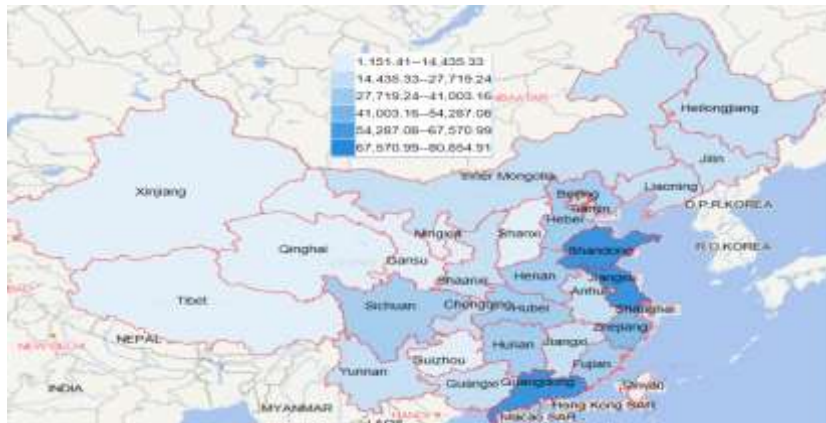 1,151.41--14,435.33
14,435.33--27,719.24
27,719.24--41,003.16
41,003.16--54,287.08
54,287.08--67,570.99
67,570.99--80,854.91
Heilongjiang
Jilin
Inner Mongolia
Liaoning
Xinjiang
Beijing
Tianjin
D.P.R.KOREA
Hebei
Ningxia
Shanxi
Qinghai
Gansu
Shandong
R.O.KOREA
Shaanxi
Henan
Jiangsu
Anhui
Tibet
Sichuan
Chongqing
Hubei
Shanghai
Zhejiang
NEPAL
Hunan
Jiangxi
Guizhou
Fujian
Yunnan
Guangxi
Guangdong
INDIA
MYANMAR
Hong Kong SAR
Macao SAR